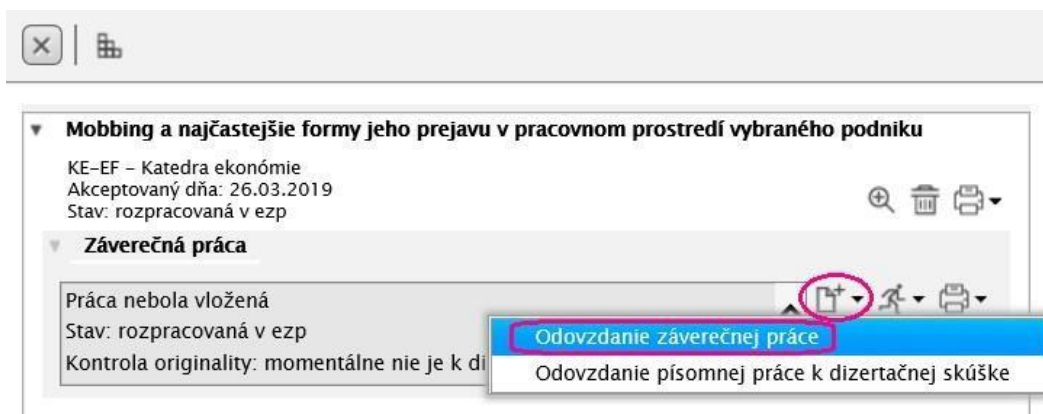 Mobbing a najčastejšie formy jeho prejavu v pracovnom prostredí vybraného podniku
KE-EF – Katedra ekonómie
Akceptovaný dňa: 26.03.2019
Stav: rozpracovaná v ezp
Záverečná práca
Práca nebola vložená
Stav: rozpracovaná v ezp
Kontrola originality: momentálne nie je k di
Odovzdanie záverečnej práce
Odovzdanie písomnej práce k dizertačnej skúške